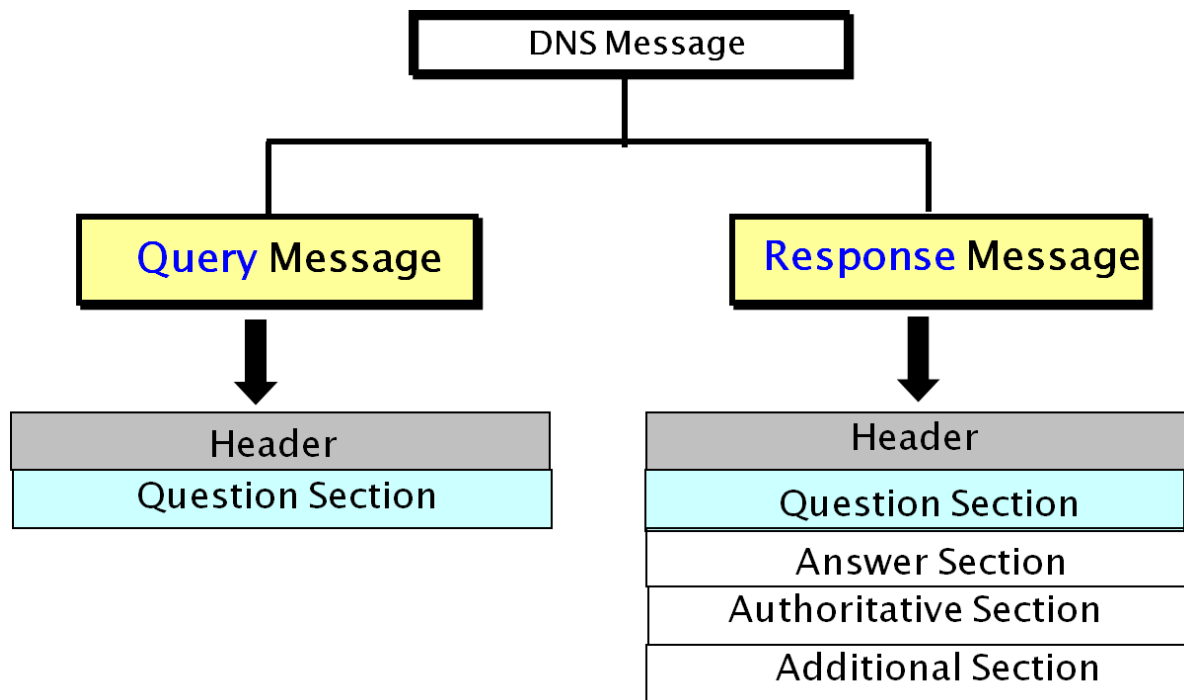 DNS Message
Query Message
Response Message
Header
Question Section
Header
Question Section
Answer Section
Authoritative Section
Additional Section